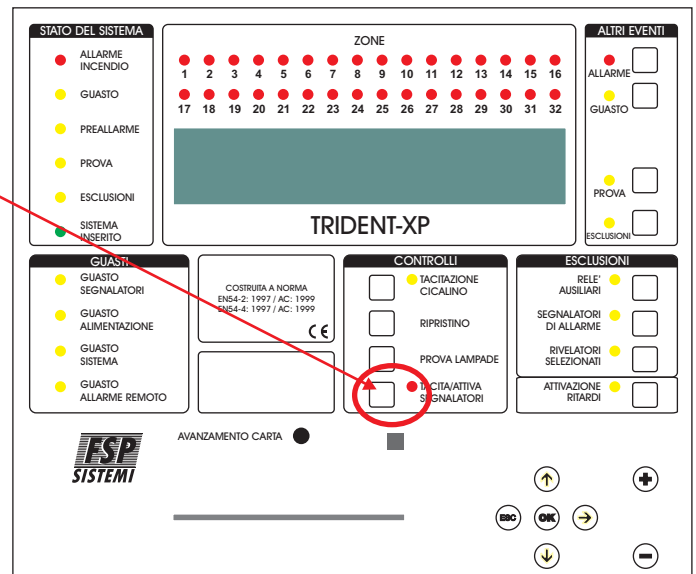 STATO DEL SISTEMA
ALLARME
INCENDIO
GUASTO
PREALLARME
PROVA
ESCLUSIONI
SISTEMA
INSERITO
ZONE
1 2 3 4 5 6 7 8 9 10 11 12 13 14 15 16
17 18 19 20 21 22 23 24 25 26 27 28 29 30 31 32
TRIDENT-XP
ALTRI EVENTI
ALLARME
GUASTO
PROVA
ESCLUSIONI
GUASTI
GUASTO
SEGNALATORI
GUASTO
ALIMENTAZIONE
GUASTO
SISTEMA
GUASTO
ALLARME REMOTO
COSTRUITA A NORMA
EN54-2: 1997 / AC: 1999
EN54-4: 1997 / AC: 1999
CE
CONTROLLI
TACITAZIONE
CICALINO
RIPRISTINO
PROVA LAMPADE
TACITA/ATTIVA
SEGNALATORI
ESCLUSIONI
RELE'
AUSILIARI
SEGNALATORI
DI ALLARME
RIVELATORI
SELEZIONATI
ATTIVAZIONE
RITARDI
FSP
SISTEMI
AVANZAMENTO CARTA
ESC OK